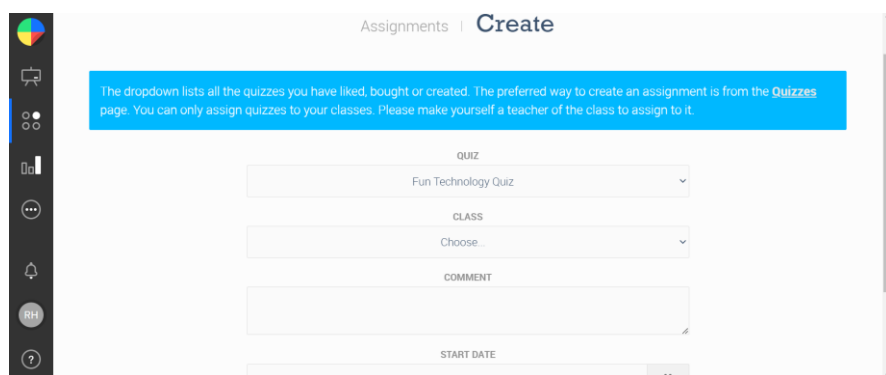 Assignments | Create
The dropdown lists all the quizzes you have liked, bought or created. The preferred way to create an assignment is from the Quizzes
page. You can only assign quizzes to your classes. Please make yourself a teacher of the class to assign to it.
QUIZ
Fun Technology Quiz
CLASS
Choose...
COMMENT
RH
START DATE
?